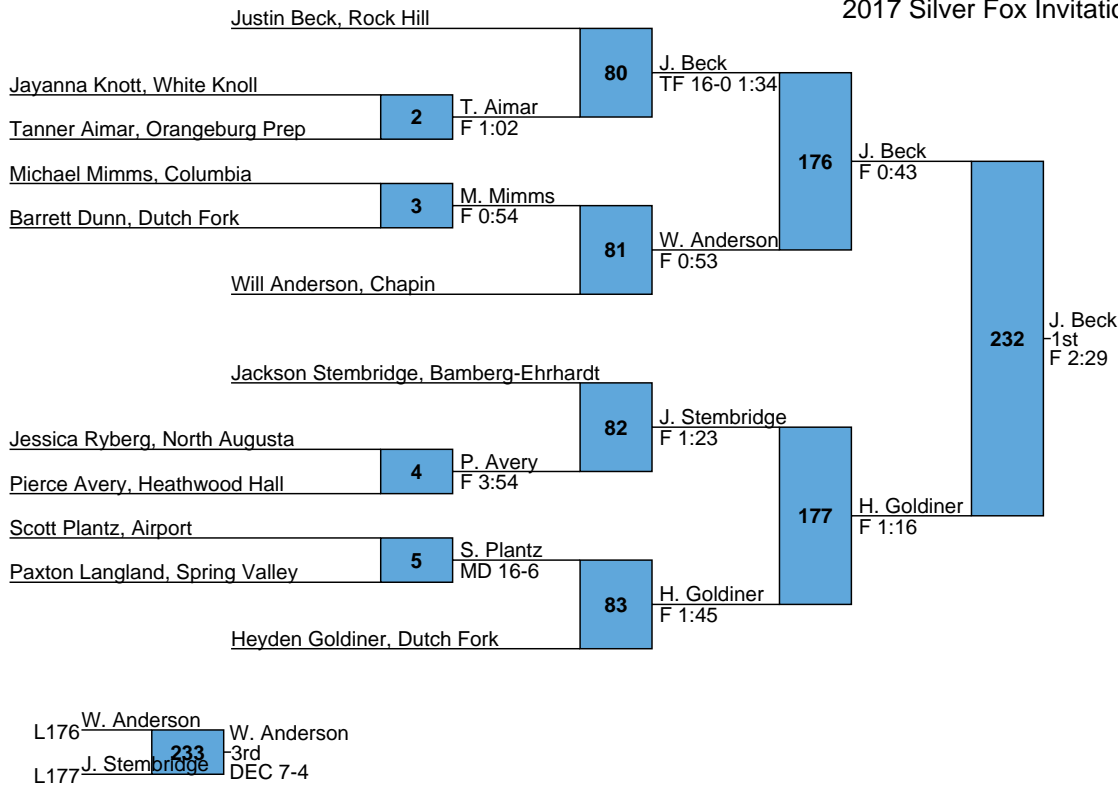 2017 Silver Fox Invitatio
Justin Beck, Rock Hill
80
J. Beck
TF 16-0 1:34
Jayanna Knott, White Knoll
2
T. Aimar
F 1:02
Tanner Aimar, Orangeburg Prep
176
J. Beck
F 0:43
Michael Mimms, Columbia
3
M. Mimms
F 0:54
Barrett Dunn, Dutch Fork
81
W. Anderson
F 0:53
Will Anderson, Chapin
232
J. Beck
1st
F 2:29
Jackson Stembridge, Bamberg-Ehrhardt
82
J. Stembridge
F 1:23
Jessica Ryberg, North Augusta
4
P. Avery
F 3:54
Pierce Avery, Heathwood Hall
177
H. Goldiner
F 1:16
Scott Plantz, Airport
5
S. Plantz
MD 16-6
Paxton Langland, Spring Valley
83
H. Goldiner
F 1:45
Heyden Goldiner, Dutch Fork
L176 W. Anderson
233
W. Anderson
3rd
DEC 7-4
L177 J. Stembridge